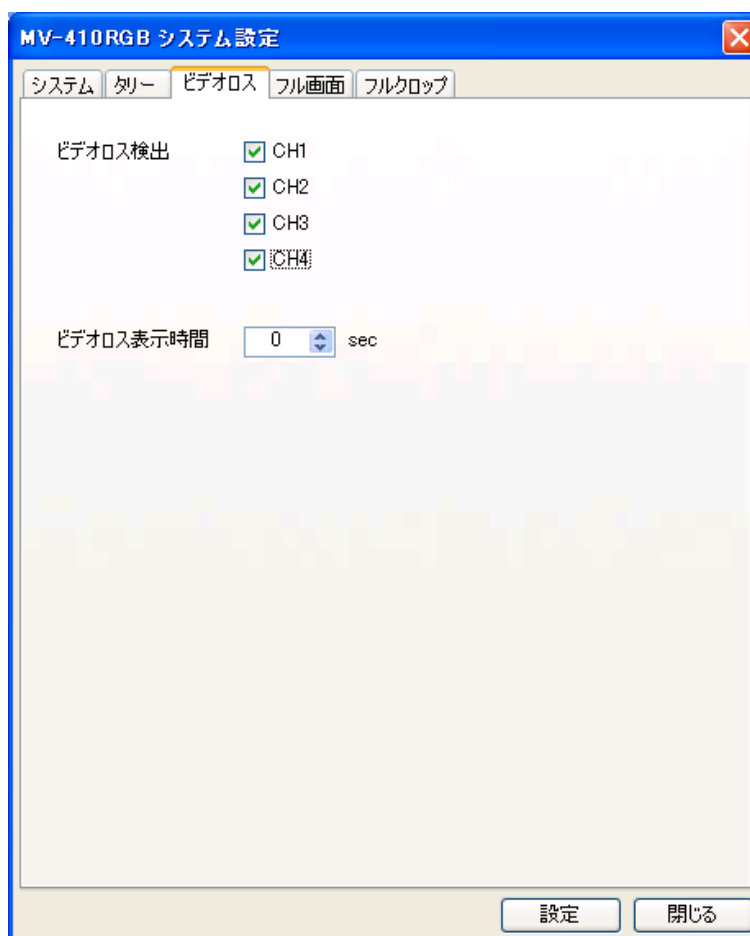 MV-410RGB システム設定
システム タリー ビデオロス フル画面 フルクロップ
ビデオロス検出 CH1
CH2
CH3
CH4
ビデオロス表示時間 0 sec
設定 閉じる